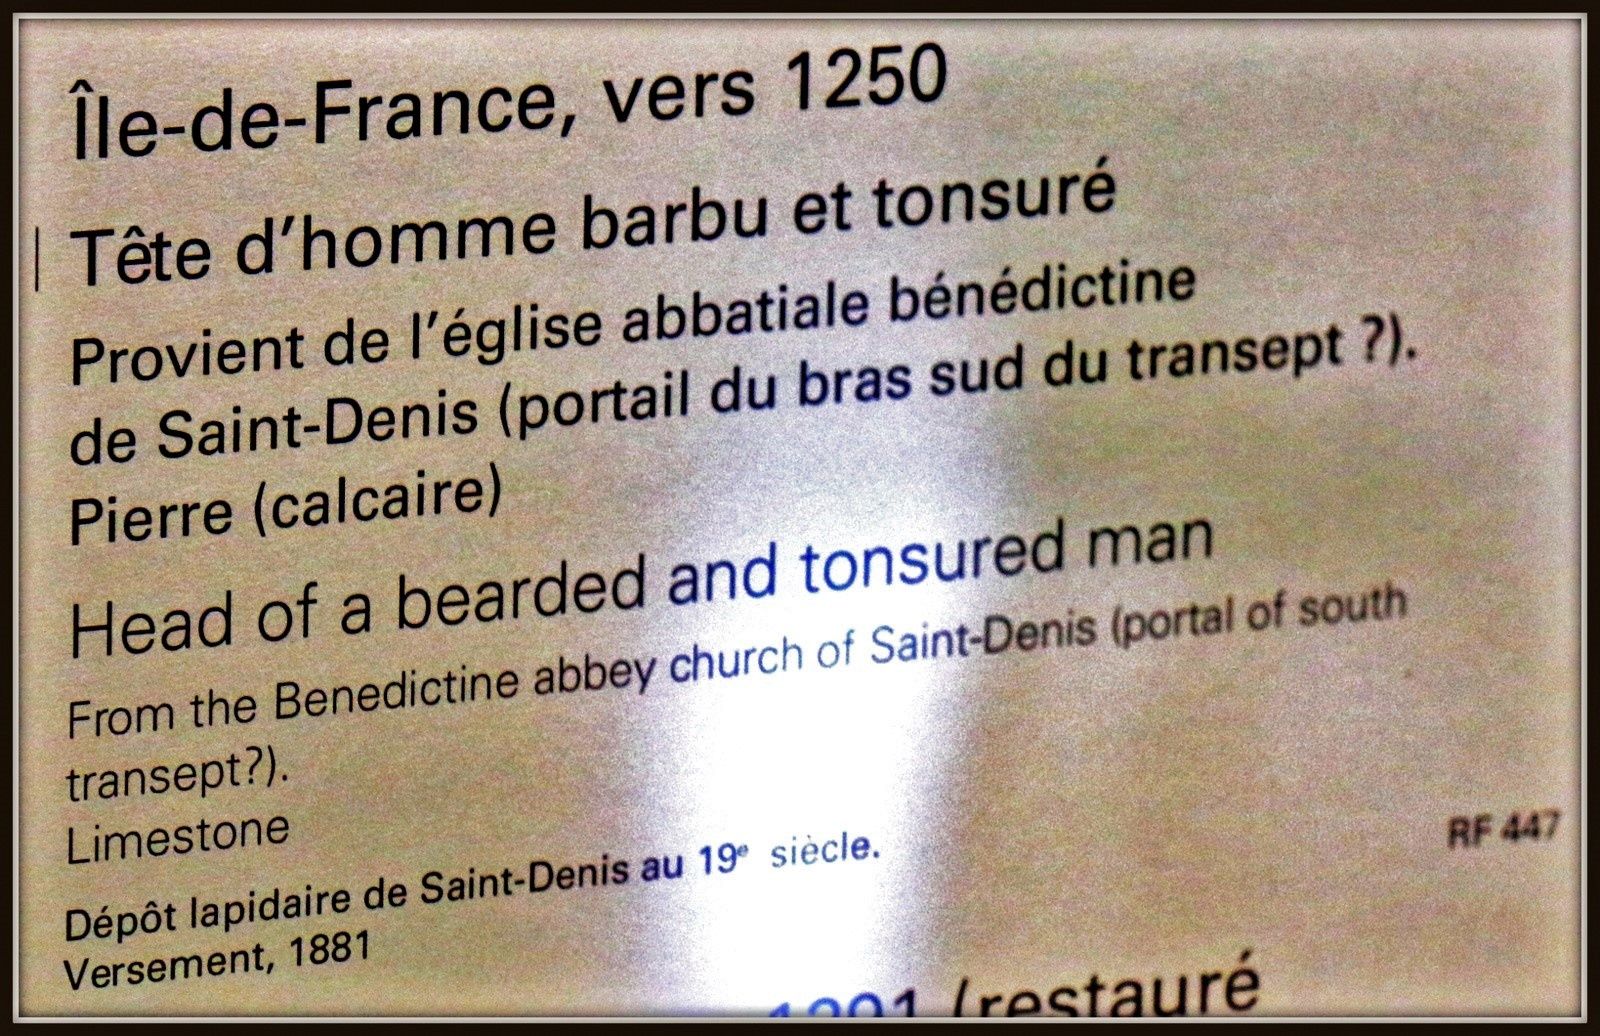 Île-de-France, vers 1250
Tête d’homme barbu et tonsuré
Provient de l’église abbatiale bénédictine
de Saint-Denis (portail du bras sud du transept ?).
Pierre (calcaire)
Head of a bearded and tonsured man
From the Benedictine abbey church of Saint-Denis (portal of south
transept?).
Limestone
RF 447
Dépôt lapidaire de Saint-Denis au 19e siècle.
Versement, 1881
(restauré